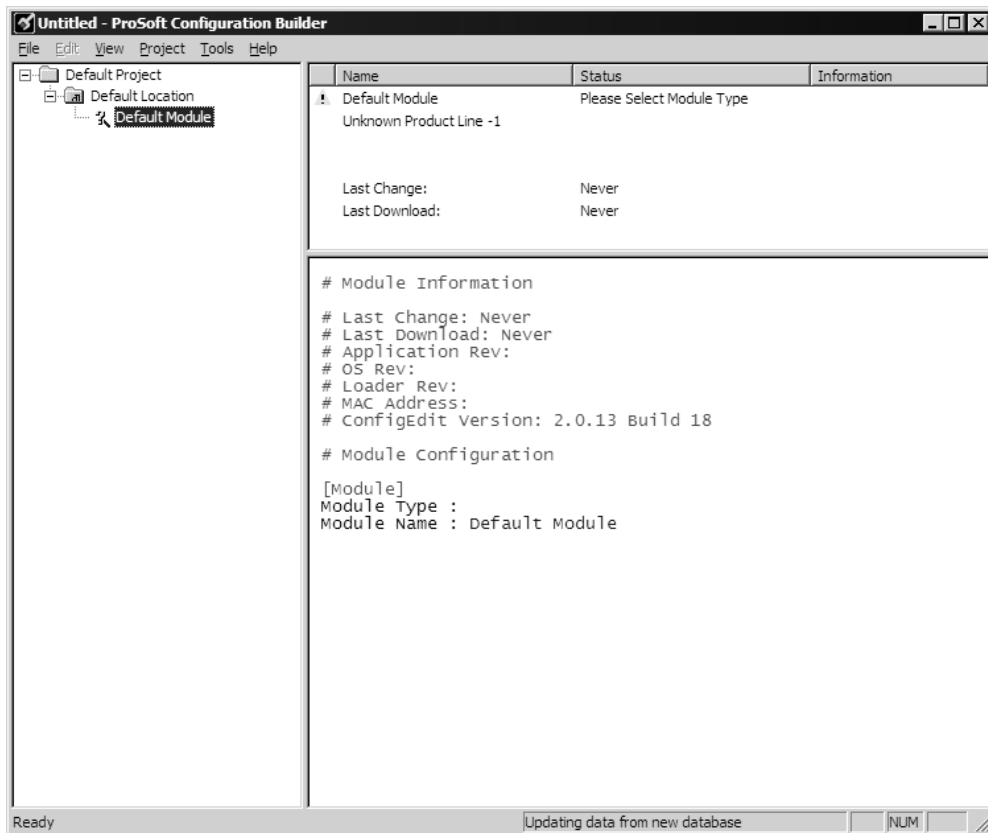 Untitled - ProSoft Configuration Builder
File Edit View Project Tools Help
Default Project
Default Location
Default Module
Name Status Information
Default Module Please Select Module Type
Unknown Product Line -1
Last Change: Never
Last Download: Never
# Module Information
# Last Change: Never
# Last Download: Never
# Application Rev:
# OS Rev:
# Loader Rev:
# MAC Address:
# ConfigEdit Version: 2.0.13 Build 18
# Module Configuration
[Module]
Module Type :
Module Name : Default Module
Ready Updating data from new database NUM